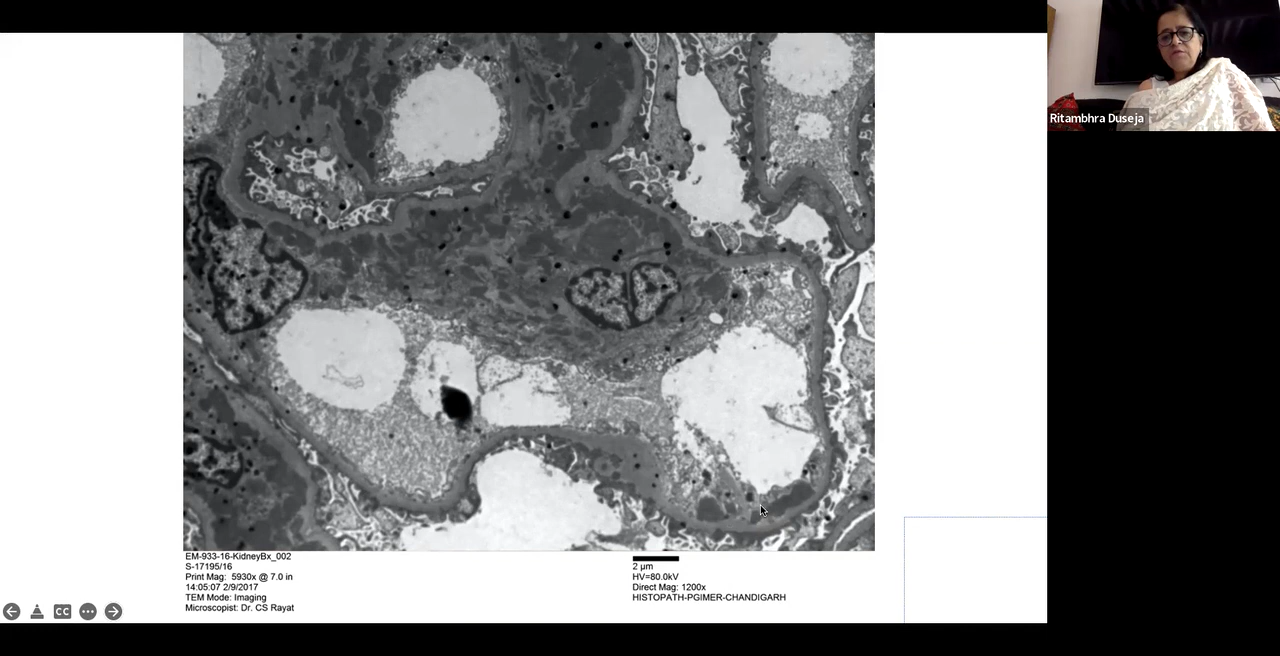 Ritambhra Duseja
EM-933-16-KidneyBx_002
S-17195/16
Print Mag:  5930x @ 7.0 in
14:05:07 2/9/2017
TEM Mode: Imaging
Microscopist: Dr. CS Rayat
2 µm
HV=80.0kV
Direct Mag: 1200x
HISTOPATH-PGIMER-CHANDIGARH
CC